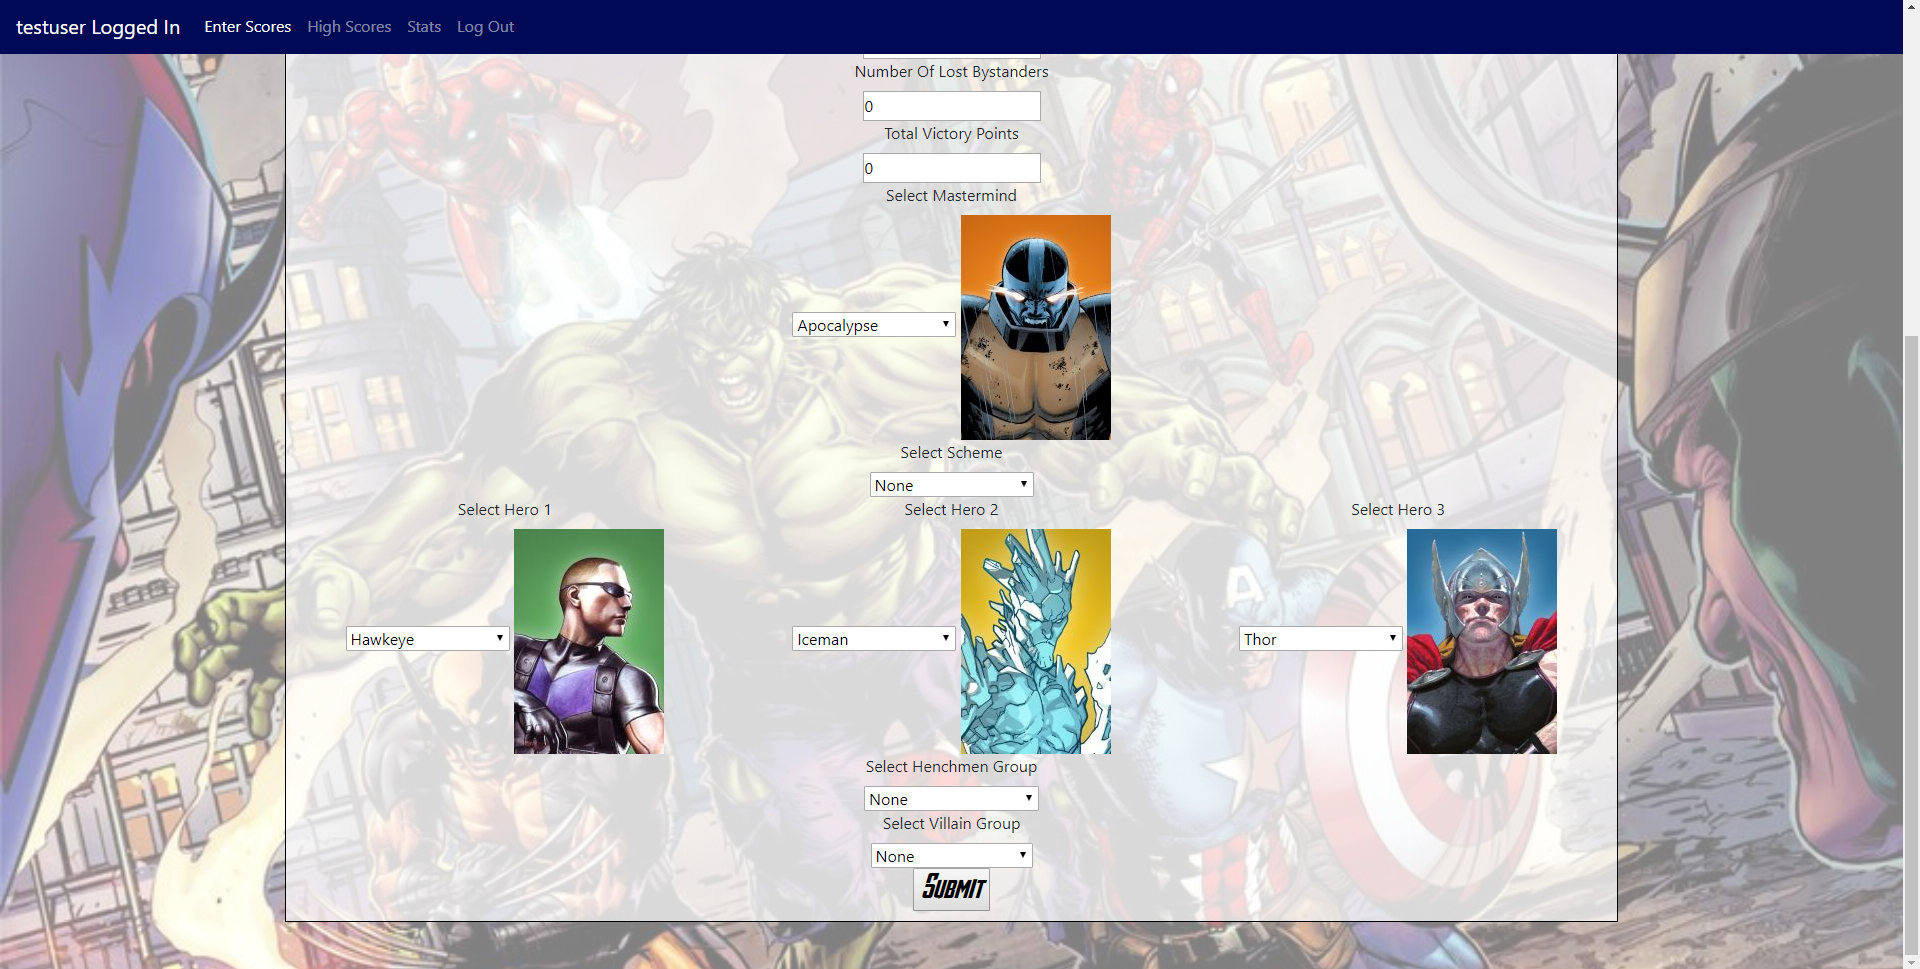 testuser Logged In Enter Scores High Scores Stats Log Out
Number Of Lost Bystanders
0
Total Victory Points
0
Select Mastermind
Apocalypse
Select Scheme
None
Select Hero 1 Select Hero 2 Select Hero 3
Hawkeye Iceman Thor
Select Henchmen Group
None
Select Villain Group
None
Submit
A